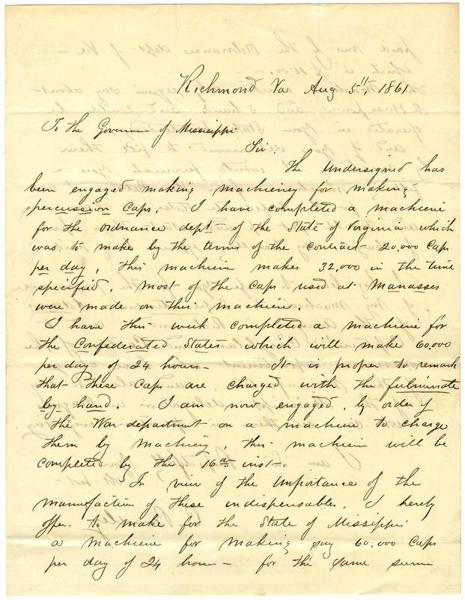 Richmond Va Aug 5th, 1861
To the Governor of Mississippi
Sir:
The Undersigned has
been engaged making machinery for making
percussion Caps. I have completed a machine
for the Ordnance dept of the State of Virginia which
was to make by the terms of the contract 20,000 Caps
per day, this machine makes 32,000 in the time
specified, most of the Caps used at Manasses
were made on this machine.
I have this week completed a machine for
the Confederated States which will make 60,000
per day of 24 hours — It is proper to remark
that these Caps are charged with the fulminate
by hand. I am now engaged, by order of
the War department on a machine to charge
them by machinery, this machine will be
completed by the 16th inst —
In view of the Importance of the
manufacture of these indispensables, I hereby
offer to make for the State of Missippi
a machine for making say 60,000 Caps
per day of 24 hours — for the same sum